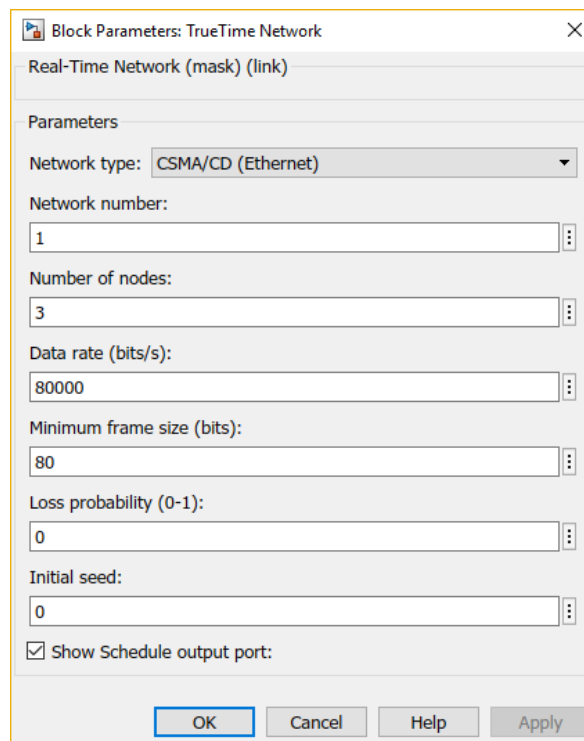 Block Parameters: TrueTime Network
Real-Time Network (mask) (link)
Parameters
Network type: CSMA/CD (Ethernet)
Network number:
1
Number of nodes:
3
Data rate (bits/s):
80000
Minimum frame size (bits):
80
Loss probability (0-1):
0
Initial seed:
0
Show Schedule output port:
OK Cancel Help Apply